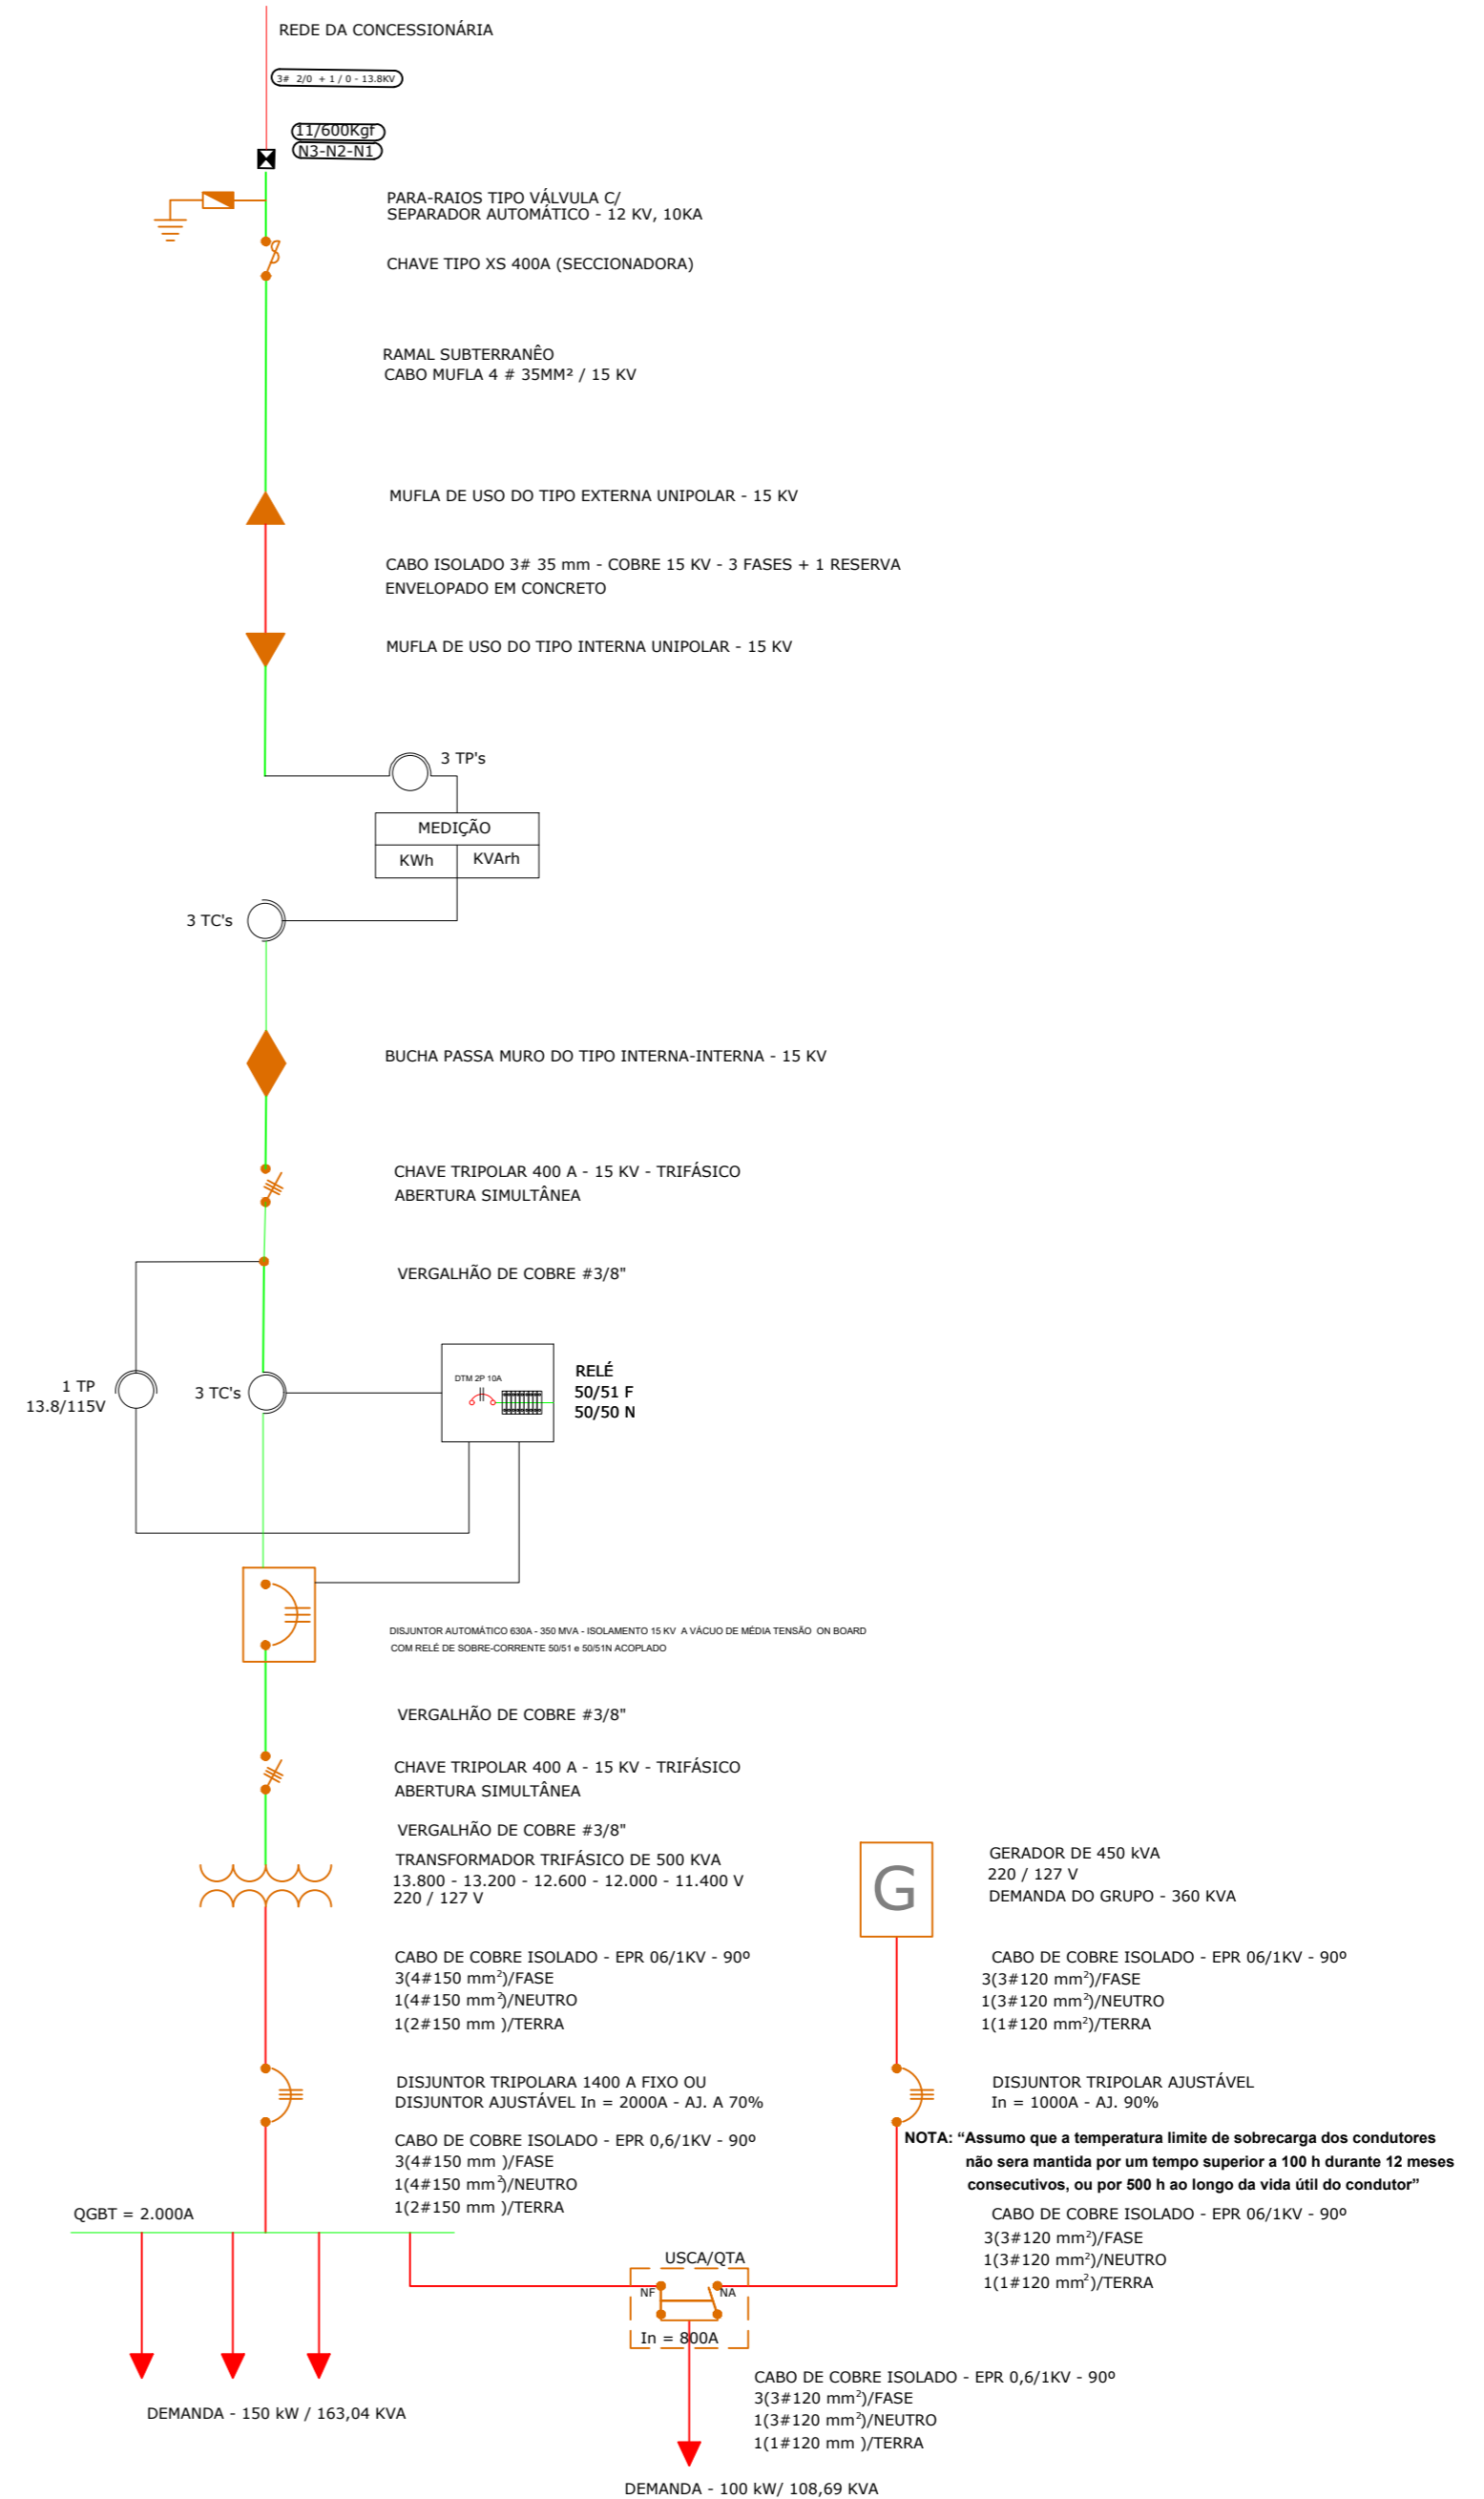 REDE DA CONCESSIONÁRIA
3# 2/0 + 1 / 0 - 13.8KV
11/600Kgf
N3-N2-N1
PARA-RAIOS TIPO VÁLVULA C/
SEPARADOR AUTOMÁTICO - 12 KV, 10KA
CHAVE TIPO XS 400A (SECCIONADORA)
RAMAL SUBTERRANÊO
CABO MUFLA 4 # 35MM² / 15 KV
MUFLA DE USO DO TIPO EXTERNA UNIPOLAR - 15 KV
CABO ISOLADO 3# 35 mm - COBRE 15 KV - 3 FASES + 1 RESERVA
ENVELOPADO EM CONCRETO
MUFLA DE USO DO TIPO INTERNA UNIPOLAR - 15 KV
3 TP's
MEDIÇÃO
KWh KVArh
3 TC's
BUCHA PASSA MURO DO TIPO INTERNA-INTERNA - 15 KV
CHAVE TRIPOLAR 400 A - 15 KV - TRIFÁSICO
ABERTURA SIMULTÂNEA
VERGALHÃO DE COBRE #3/8"
1 TP
13.8/115V
3 TC's
DTM 2P 10A
RELÉ
50/51 F
50/50 N
DISJUNTOR AUTOMÁTICO 630A - 350 MVA - ISOLAMENTO 15 KV A VÁCUO DE MÉDIA TENSÃO ON BOARD
COM RELÉ DE SOBRE-CORRENTE 50/51 e 50/51N ACOPLADO
VERGALHÃO DE COBRE #3/8"
CHAVE TRIPOLAR 400 A - 15 KV - TRIFÁSICO
ABERTURA SIMULTÂNEA
VERGALHÃO DE COBRE #3/8"
TRANSFORMADOR TRIFÁSICO DE 500 KVA
13.800 - 13.200 - 12.600 - 12.000 - 11.400 V
220 / 127 V
G
GERADOR DE 450 kVA
220 / 127 V
DEMANDA DO GRUPO - 360 KVA
CABO DE COBRE ISOLADO - EPR 06/1KV - 90º
3(4#150 mm²)/FASE
1(4#150 mm²)/NEUTRO
1(2#150 mm )/TERRA
CABO DE COBRE ISOLADO - EPR 06/1KV - 90º
3(3#120 mm²)/FASE
1(3#120 mm²)/NEUTRO
1(1#120 mm²)/TERRA
DISJUNTOR TRIPOLARA 1400 A FIXO OU
DISJUNTOR AJUSTÁVEL In = 2000A - AJ. A 70%
DISJUNTOR TRIPOLAR AJUSTÁVEL
In = 1000A - AJ. 90%
NOTA: “Assumo que a temperatura limite de sobrecarga dos condutores
não sera mantida por um tempo superior a 100 h durante 12 meses
consecutivos, ou por 500 h ao longo da vida útil do condutor”
CABO DE COBRE ISOLADO - EPR 0,6/1KV - 90º
3(4#150 mm )/FASE
1(4#150 mm²)/NEUTRO
1(2#150 mm )/TERRA
CABO DE COBRE ISOLADO - EPR 06/1KV - 90º
3(3#120 mm²)/FASE
1(3#120 mm²)/NEUTRO
1(1#120 mm²)/TERRA
QGBT = 2.000A
USCA/QTA
NF NA
In = 800A
CABO DE COBRE ISOLADO - EPR 0,6/1KV - 90º
3(3#120 mm²)/FASE
1(3#120 mm²)/NEUTRO
1(1#120 mm )/TERRA
DEMANDA - 150 kW / 163,04 KVA
DEMANDA - 100 kW/ 108,69 KVA